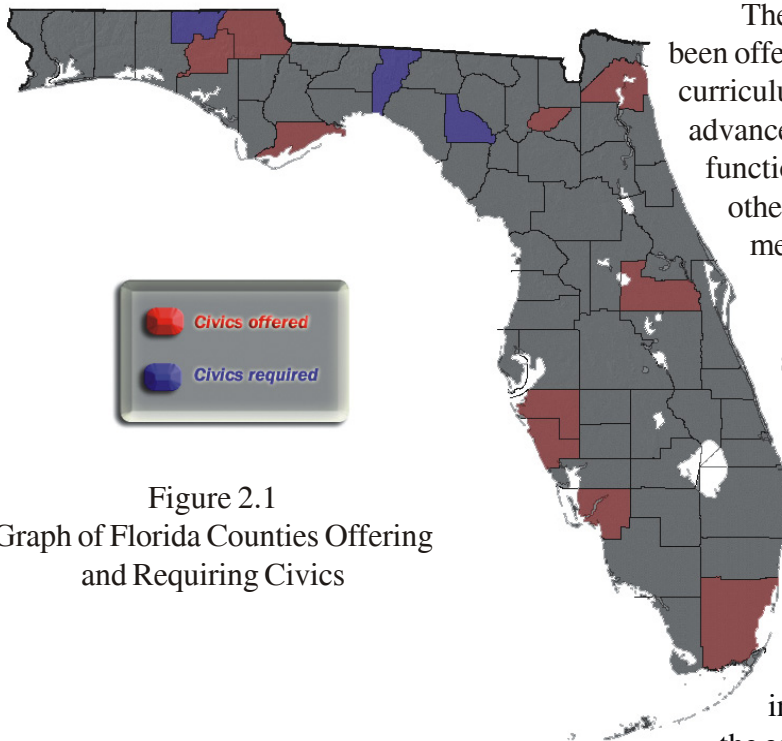 The
been offe
curriculu
advance
functio
othe
me
Civics offered
Civics required
Figure 2.1
Graph of Florida Counties Offering
and Requiring Civics
in